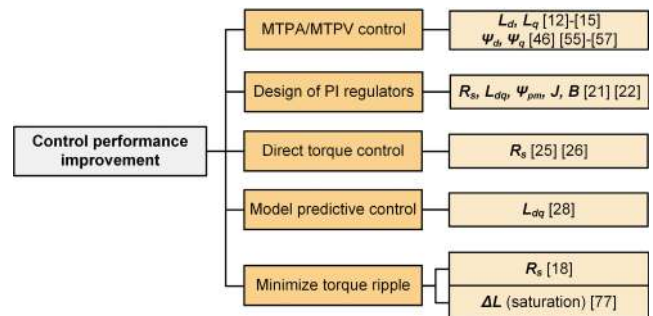 MTPA/MTPV control
L_d, L_q [12]-[15]
Ψ_d, Ψ_q [46] [55]-[57]
Design of PI regulators
R_s, L_dq, Ψ_pm, J, B [21] [22]
Control performance
improvement
Direct torque control
R_s [25] [26]
Model predictive control
L_dq [28]
Minimize torque ripple
R_s [18]
ΔL (saturation) [77]